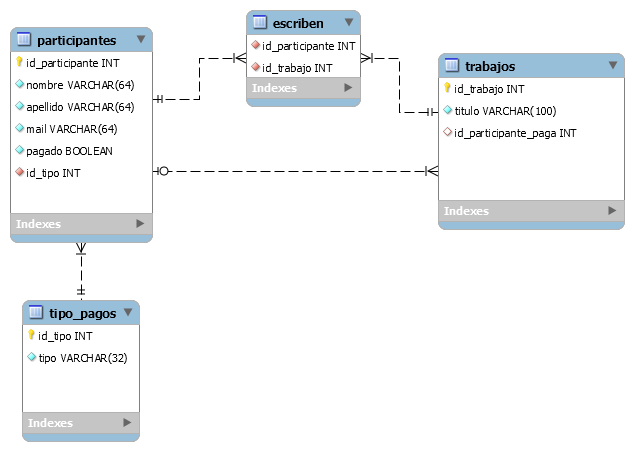 participantes
id_participante INT
nombre VARCHAR(64)
apellido VARCHAR(64)
mail VARCHAR(64)
pagado BOOLEAN
id_tipo INT
Indexes
escriben
id_participante INT
id_trabajo INT
Indexes
trabajos
id_trabajo INT
titulo VARCHAR(100)
id_participante_paga INT
Indexes
tipo_pagos
id_tipo INT
tipo VARCHAR(32)
Indexes